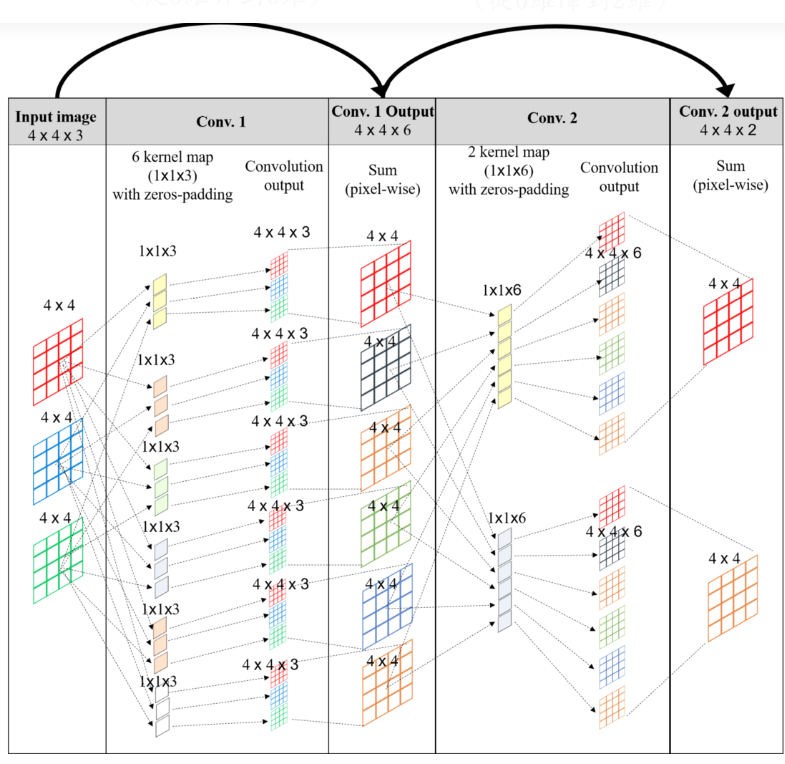 Input image
4 x 4 x 3
Conv. 1
Conv. 1 Output
4 x 4 x 6
Conv. 2
Conv. 2 output
4 x 4 x 2
4 x 4
4 x 4
4 x 4
6 kernel map
(1x1x3)
with zeros-padding
1x1x3
1x1x3
1x1x3
1x1x3
1x1x3
1x1x3
Convolution
output
4 x 4 x 3
4 x 4 x 3
4 x 4 x 3
4 x 4 x 3
4 x 4 x 3
4 x 4 x 3
Sum
(pixel-wise)
4 x 4
4 x 4
4 x 4
4 x 4
4 x 4
4 x 4
2 kernel map
(1x1x6)
with zeros-padding
1x1x6
1x1x6
Convolution
output
4 x 4 x 6
4 x 4 x 6
Sum
(pixel-wise)
4 x 4
4 x 4